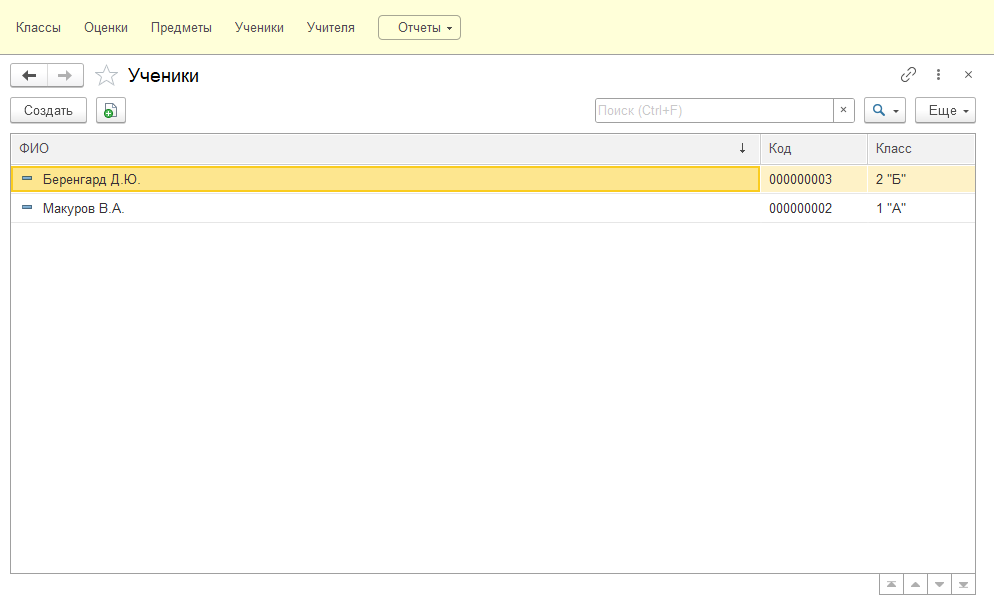 Классы Оценки Предметы Ученики Учителя Отчеты
Ученики
Создать Поиск (Ctrl+F) × Еще
ФИО ↓ Код Класс
Беренгард Д.Ю. 000000003 2 "Б"
Макуров В.А. 000000002 1 "А"